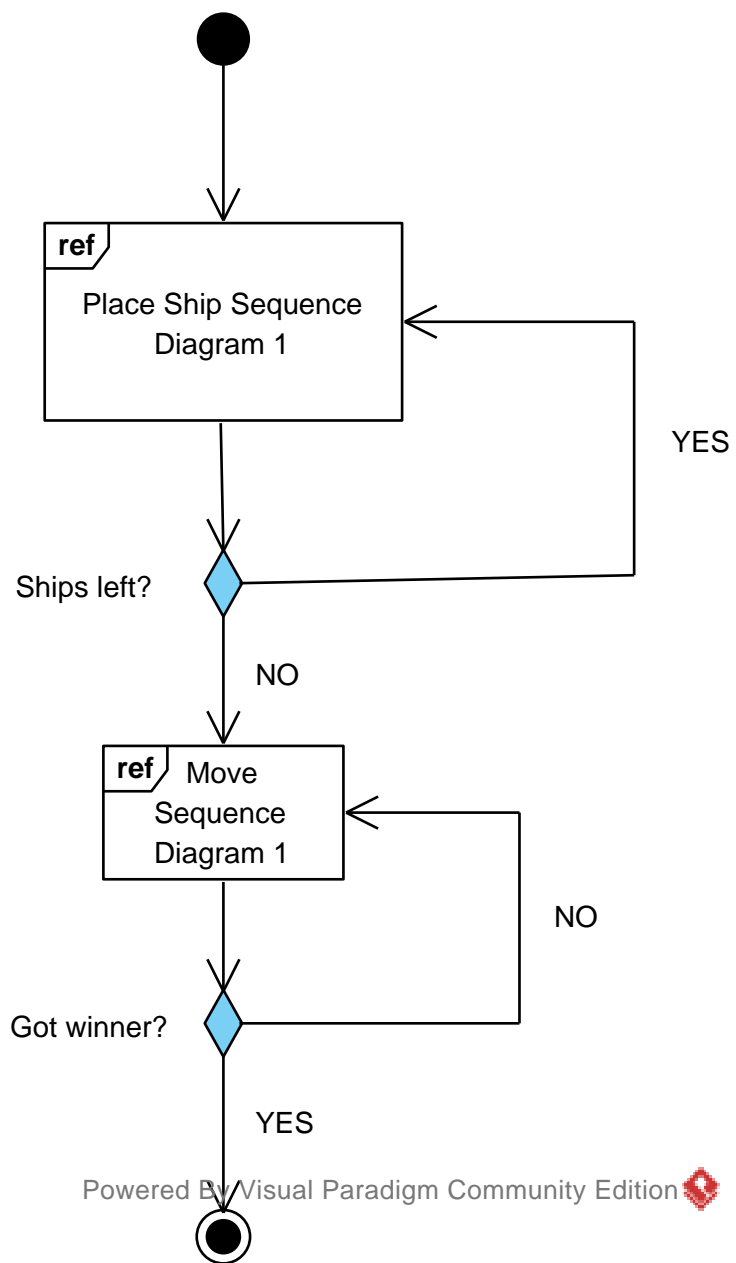 ref
Place Ship Sequence
Diagram 1
YES
Ships left?
NO
ref
Move
Sequence
Diagram 1
NO
Got winner?
YES
Powered By Visual Paradigm Community Edition